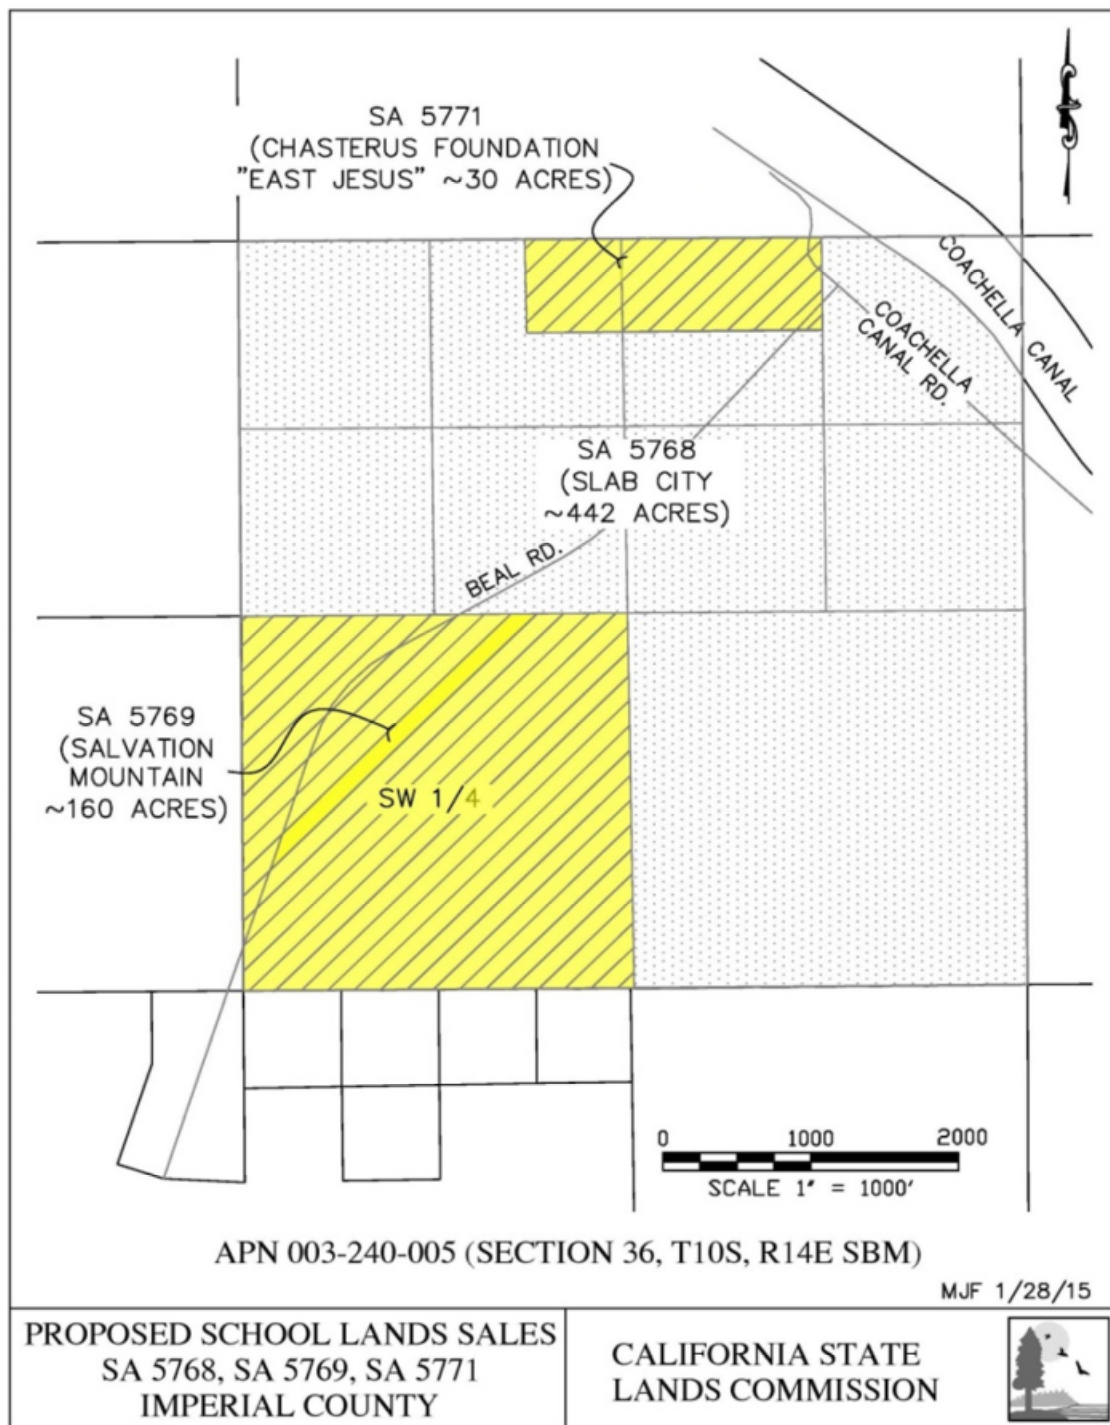 SA 5771
(CHASTERUS FOUNDATION
"EAST JESUS" ~30 ACRES)
COACHELLA CANAL
COACHELLA
CANAL RD.
SA 5768
(SLAB CITY
~442 ACRES)
BEAL RD.
SA 5769
(SALVATION
MOUNTAIN
~160 ACRES)
SW 1/4
0 1000 2000
SCALE 1" = 1000'
APN 003-240-005 (SECTION 36, T10S, R14E SBM)
MJF 1/28/15
PROPOSED SCHOOL LANDS SALES
SA 5768, SA 5769, SA 5771
IMPERIAL COUNTY
CALIFORNIA STATE
LANDS COMMISSION